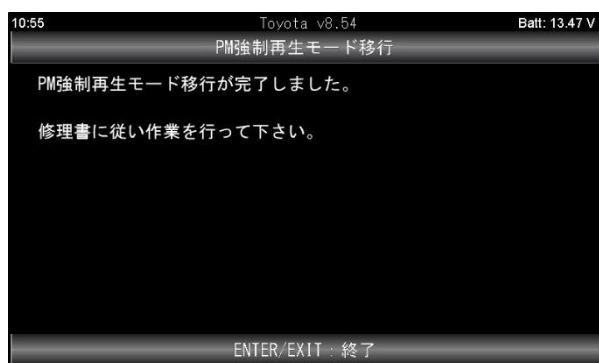 10:55 Toyota v8.54 Batt: 13.47 V
PM強制再生モード移行
PM強制再生モード移行が完了しました。
修理書に従い作業を行って下さい。
ENTER/EXIT : 終了